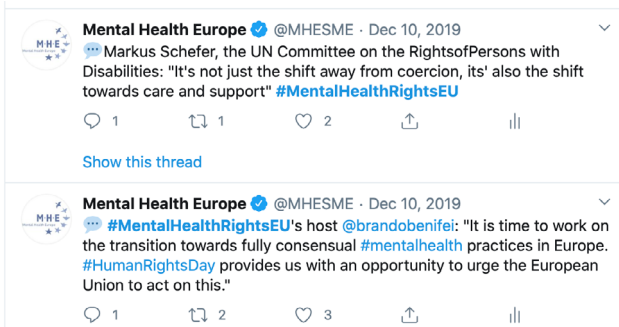 Mental Health Europe @MHESME · Dec 10, 2019
M·H·E
💬Markus Schefer, the UN Committee on the RightsofPersons with
Disabilities: "It's not just the shift away from coercion, its' also the shift
towards care and support" #MentalHealthRightsEU
1 1 2
Show this thread
Mental Health Europe @MHESME · Dec 10, 2019
M·H·E
💬 #MentalHealthRightsEU's host @brandobenifei: "It is time to work on
the transition towards fully consensual #mentalhealth practices in Europe.
#HumanRightsDay provides us with an opportunity to urge the European
Union to act on this."
1 2 3